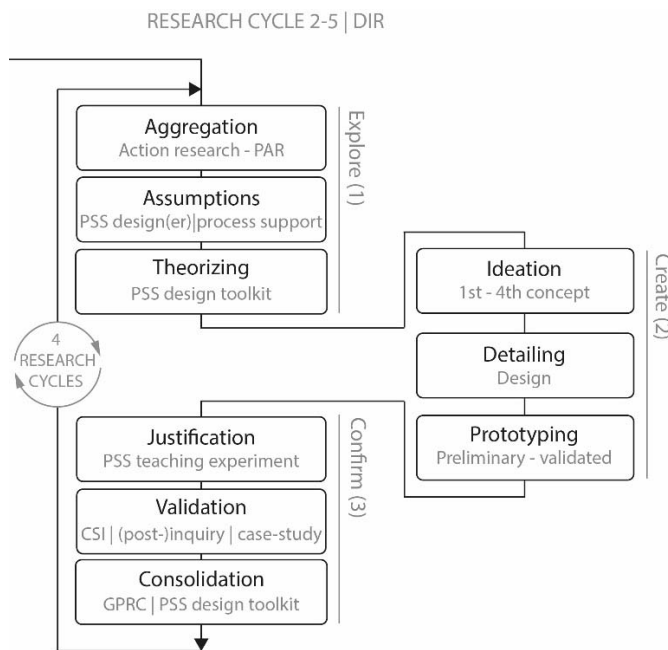 RESEARCH CYCLE 2-5 | DIR
Aggregation
Action research - PAR
Assumptions
PSS design(er)|process support
Theorizing
PSS design toolkit
Explore (1)
Ideation
1st - 4th concept
Detailing
Design
Prototyping
Preliminary - validated
Create (2)
4
RESEARCH
CYCLES
Justification
PSS teaching experiment
Validation
CSI | (post-)inquiry | case-study
Consolidation
GPRC | PSS design toolkit
Confirm (3)